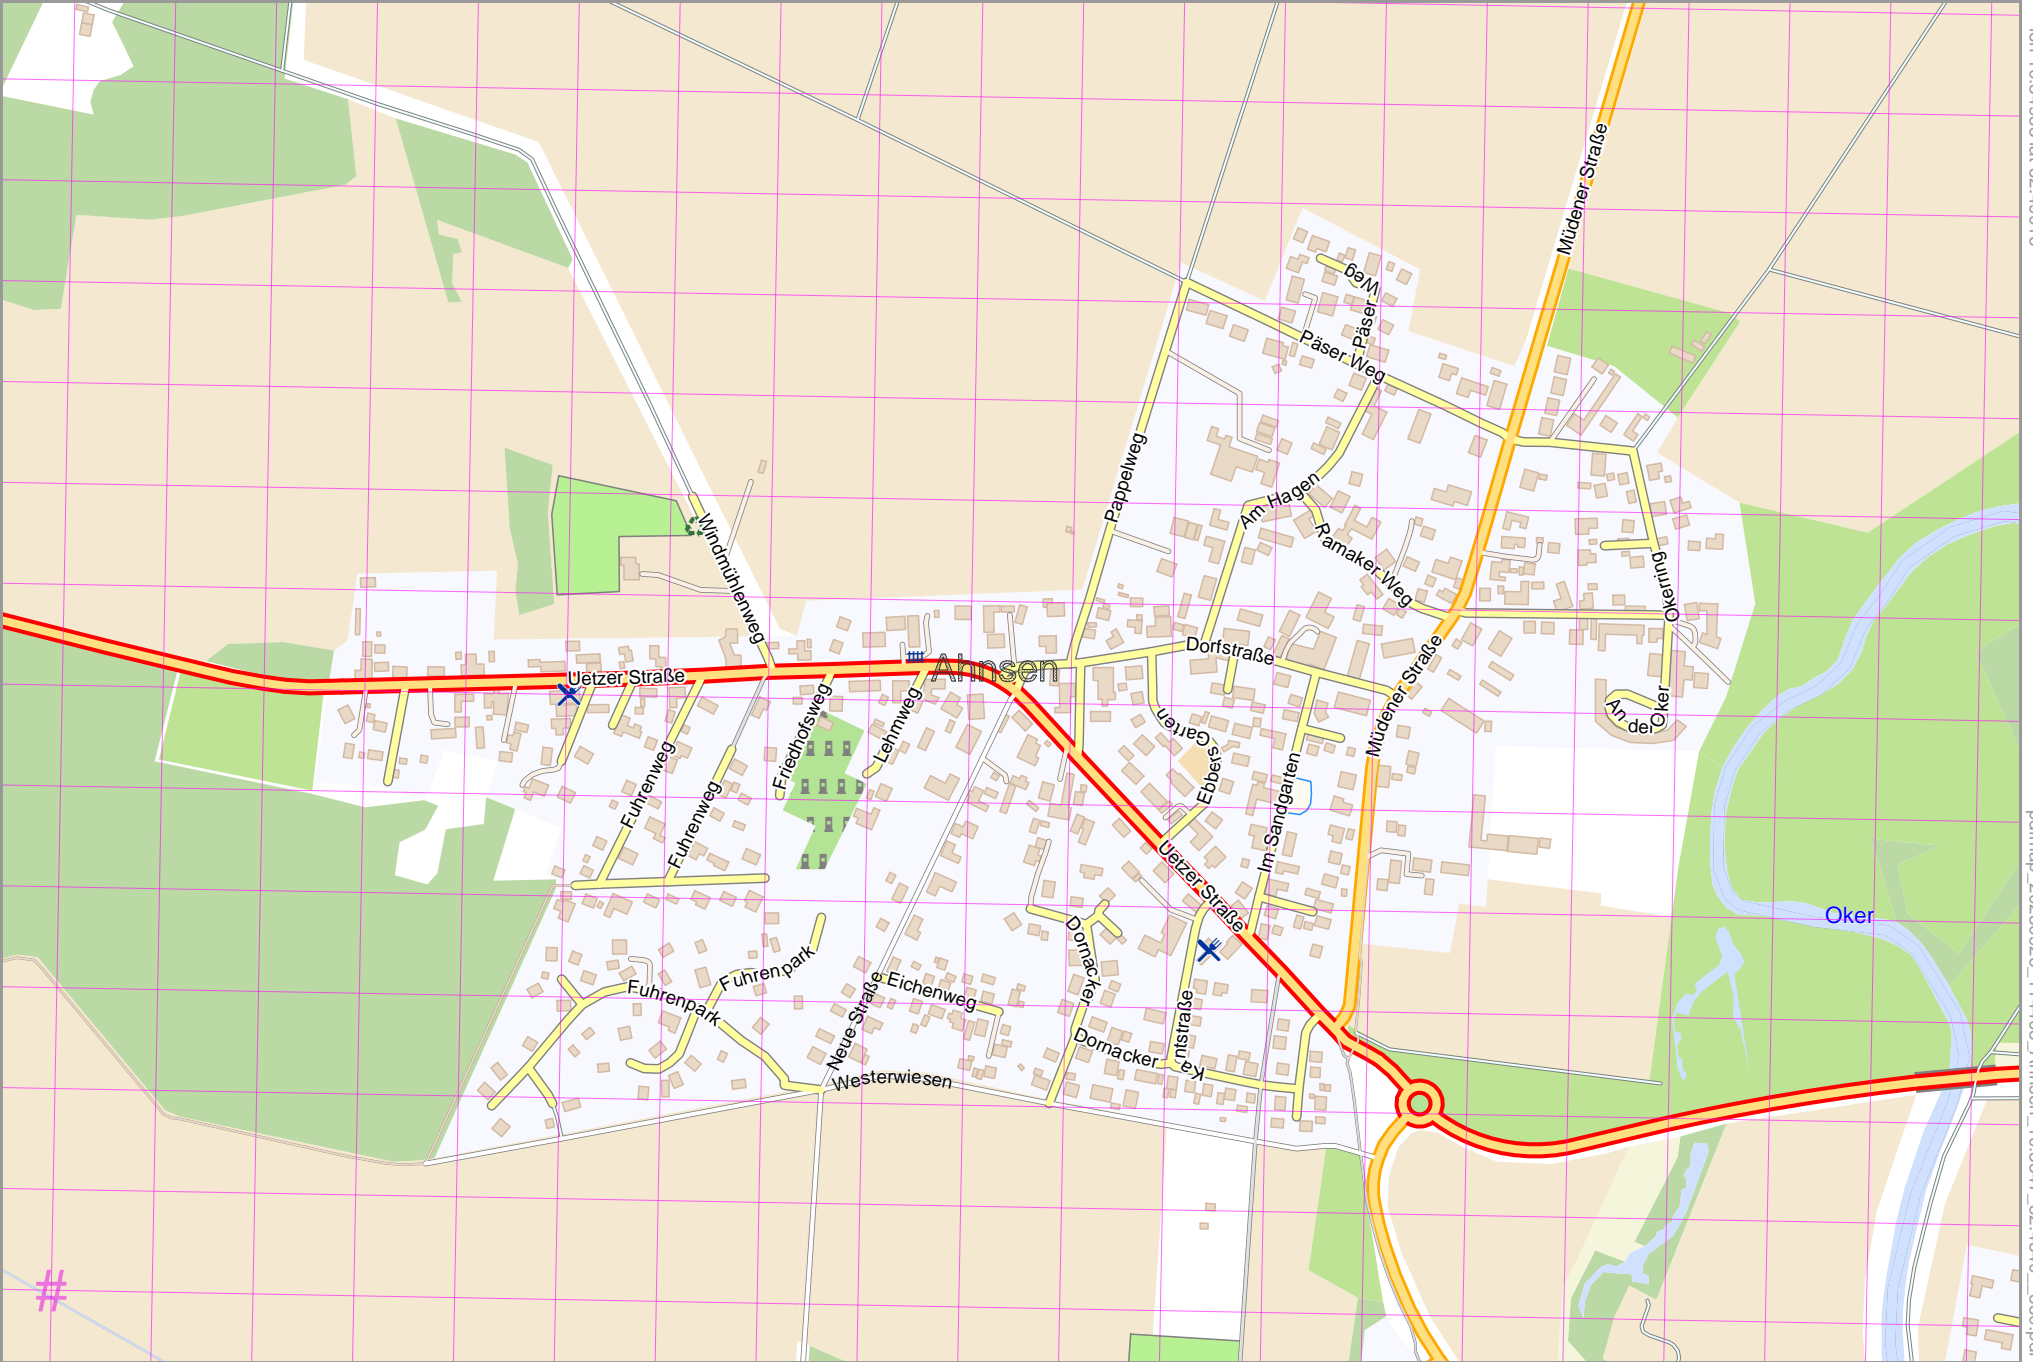 Müdener Straße
Päser Weg
Päser Weg
Pappelweg
Am Hagen
Ramaker Weg
Windmühlenweg
Okerring
Dorfstraße
Ahnsen
Uetzer Straße
Müdener Straße
An der Oker
Friedhofsweg
Lehmweg
Ebbers Garten
Im Sandgarten
Fuhrenweg
Fuhrenweg
Uetzer Straße
Oker
Dornacker
Fuhrenpark
Fuhrenpark
Eichenweg
Neue Straße
Kantstraße
Dornacker
Westerwiesen
#